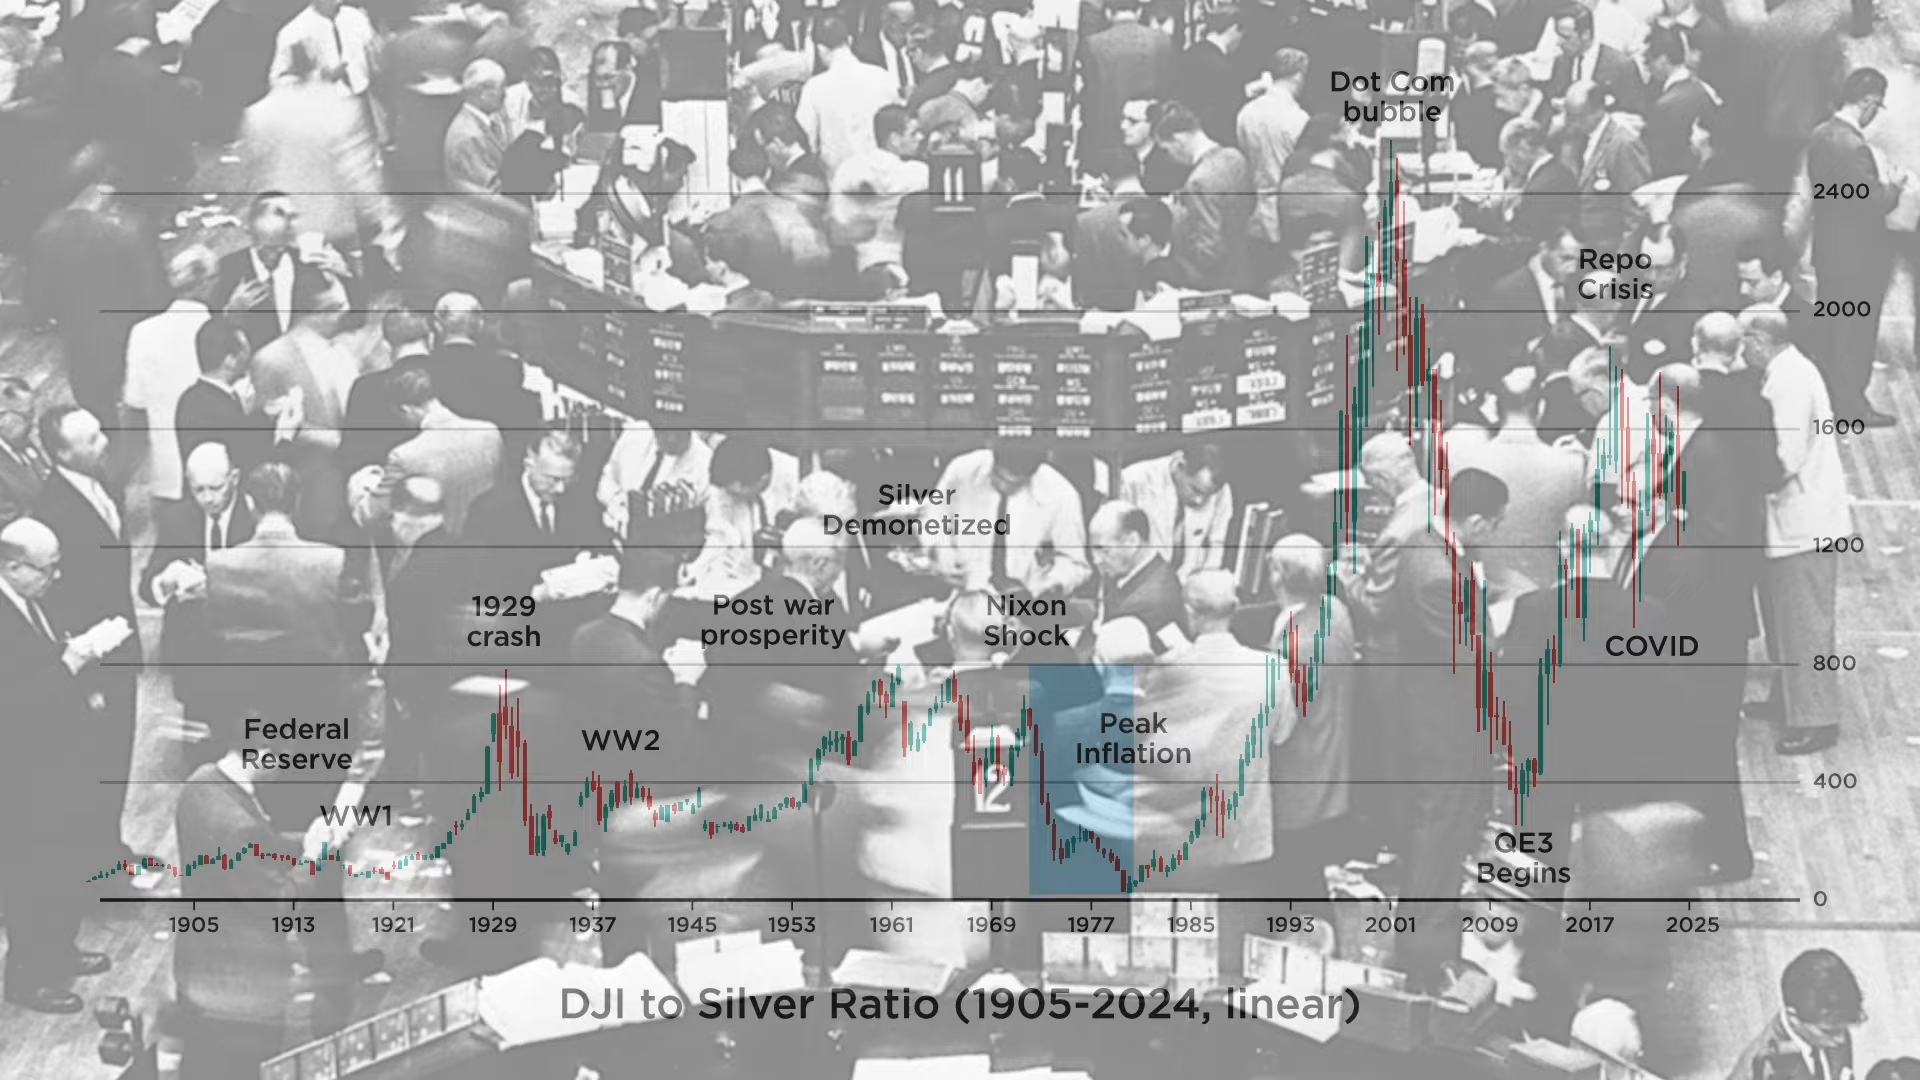 Dot Com
bubble
2400
Repo
Crisis
2000
1600
Silver
Demonetized
1200
1929
crash
Post war
prosperity
Nixon
Shock
COVID
800
Federal
Reserve
WW2
Peak
Inflation
400
WW1
QE3
Begins
0
1905 1913 1921 1929 1937 1945 1953 1961 1969 1977 1985 1993 2001 2009 2017 2025
DJI to Silver Ratio (1905-2024, linear)
11
12